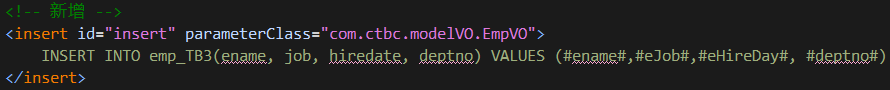 <!-- 新增 -->
<insert id="insert" parameterClass="com.ctbc.modelVO.EmpVO">
    INSERT INTO emp_TB3(ename, job, hiredate, deptno) VALUES (#ename#,#eJob#,#eHireDay#, #deptno#)
</insert>